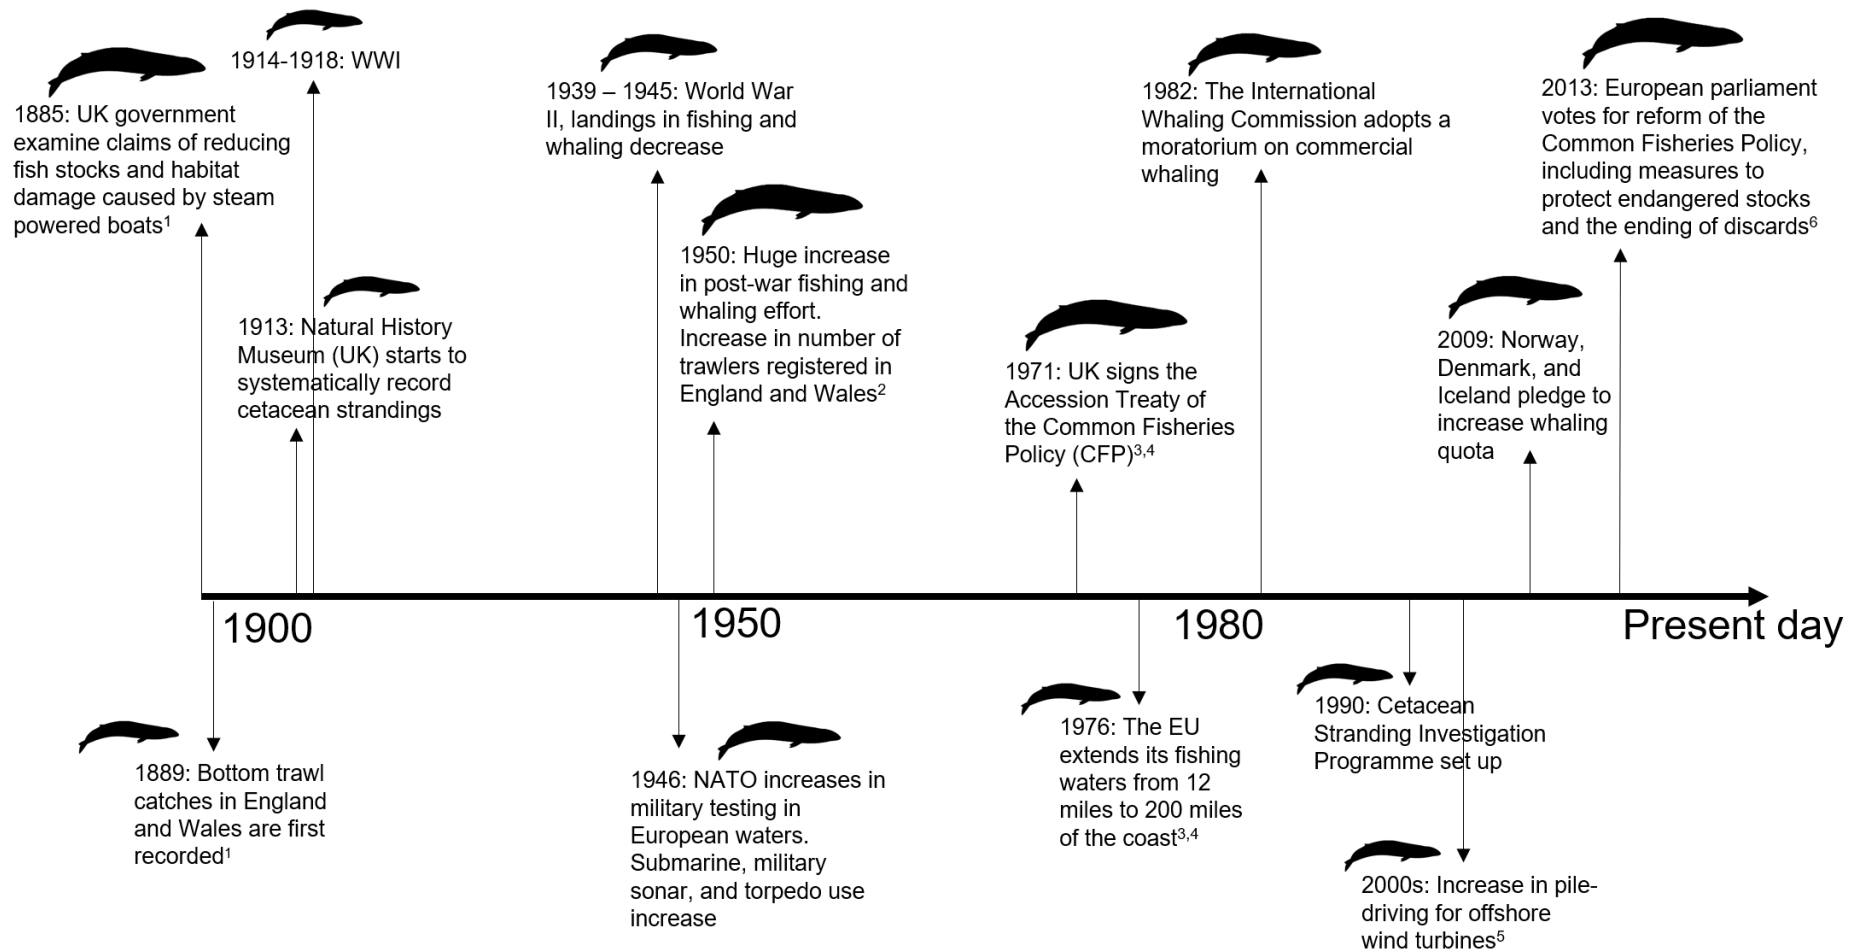 1885: UK government
examine claims of reducing
fish stocks and habitat
damage caused by steam
powered boats¹
1914-1918: WWI
1913: Natural History
Museum (UK) starts to
systematically record
cetacean strandings
1939 – 1945: World War
II, landings in fishing and
whaling decrease
1950: Huge increase
in post-war fishing and
whaling effort.
Increase in number of
trawlers registered in
England and Wales²
1971: UK signs the
Accession Treaty of
the Common Fisheries
Policy (CFP)³,⁴
1982: The International
Whaling Commission adopts a
moratorium on commercial
whaling
2009: Norway,
Denmark, and
Iceland pledge to
increase whaling
quota
2013: European parliament
votes for reform of the
Common Fisheries Policy,
including measures to
protect endangered stocks
and the ending of discards⁶
1900
1950
1980
Present day
1889: Bottom trawl
catches in England
and Wales are first
recorded¹
1946: NATO increases in
military testing in
European waters.
Submarine, military
sonar, and torpedo use
increase
1976: The EU
extends its fishing
waters from 12
miles to 200 miles
of the coast³,⁴
1990: Cetacean
Stranding Investigation
Programme set up
2000s: Increase in pile-
driving for offshore
wind turbines⁵